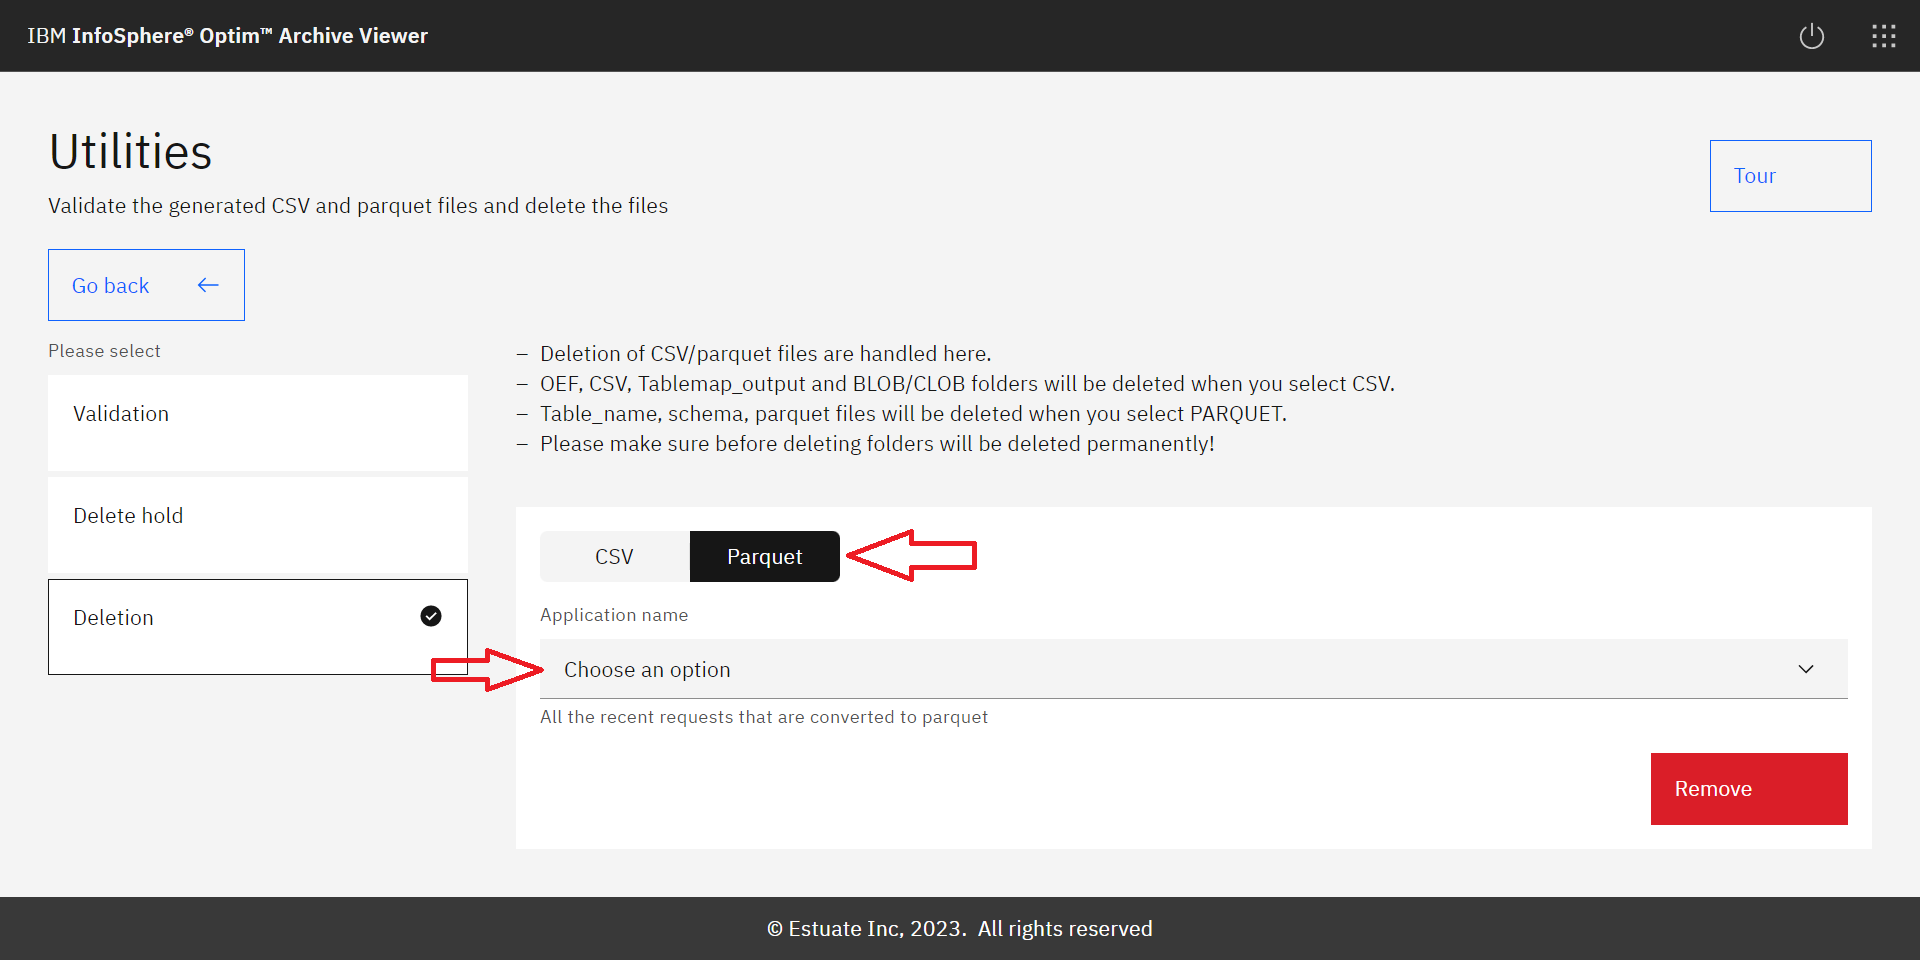 IBM InfoSphere® Optim™ Archive Viewer
Utilities
Tour
Validate the generated CSV and parquet files and delete the files
Go back
Please select
Validation
Delete hold
Deletion
– Deletion of CSV/parquet files are handled here.
– OEF, CSV, Tablemap_output and BLOB/CLOB folders will be deleted when you select CSV.
– Table_name, schema, parquet files will be deleted when you select PARQUET.
– Please make sure before deleting folders will be deleted permanently!
CSV Parquet
Application name
Choose an option
All the recent requests that are converted to parquet
Remove
© Estuate Inc, 2023. All rights reserved